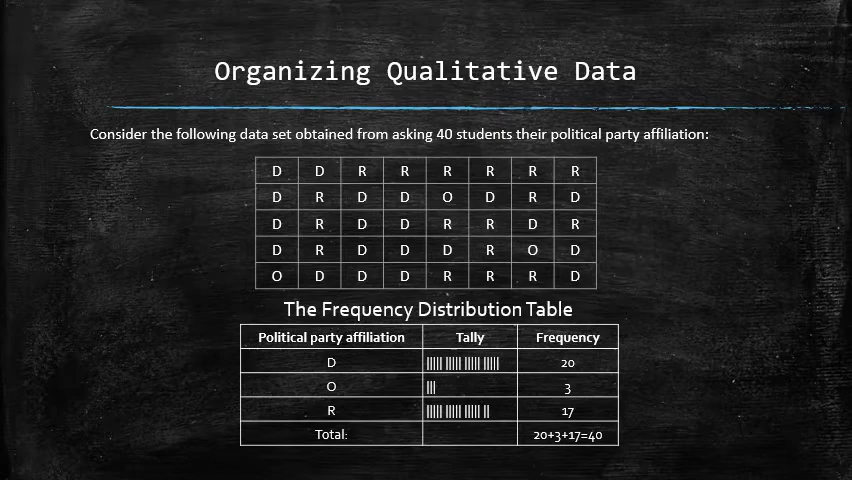 Organizing Qualitative Data
Consider the following data set obtained from asking 40 students their political party affiliation:
D D R R R R R R
D R D D O D R D
D R D D R R D R
D R D D D R O D
O D D D R R R D
The Frequency Distribution Table
Political party affiliation Tally Frequency
D ||||| ||||| ||||| ||||| 20
O ||| 3
R ||||| ||||| ||||| || 17
Total: 20+3+17=40